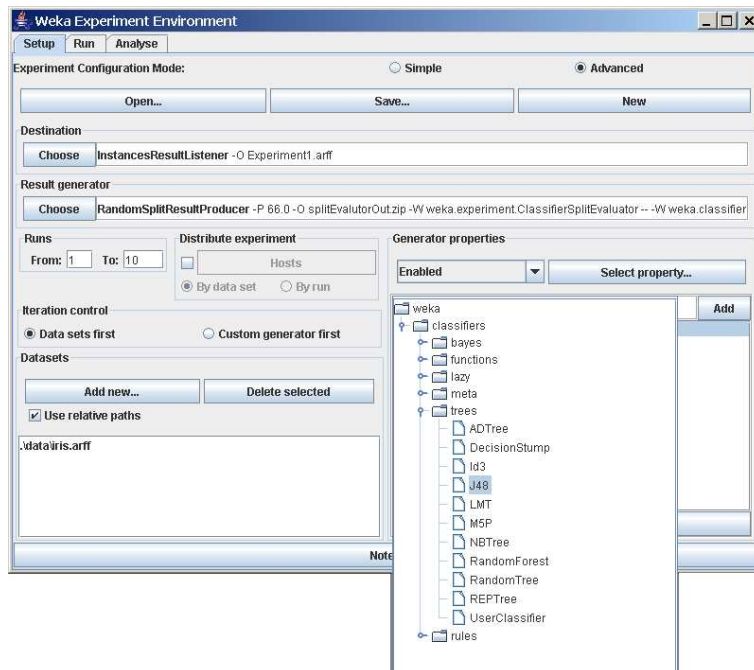 Weka Experiment Environment
Setup Run Analyse
Experiment Configuration Mode: Simple Advanced
Open... Save... New
Destination
Choose InstancesResultListener -O Experiment1.arff
Result generator
Choose RandomSplitResultProducer -P 66.0 -O splitEvalutorOut.zip -W weka.experiment.ClassifierSplitEvaluator -- -W weka.classifier
Runs
From: 1 To: 10
Distribute experiment
Hosts
By data set By run
Generator properties
Enabled Select property...
Iteration control
Data sets first Custom generator first
Datasets
Add new... Delete selected
Use relative paths
.\data\iris.arff
Add
weka
classifiers
bayes
functions
lazy
meta
trees
ADTree
DecisionStump
Id3
J48
LMT
M5P
NBTree
RandomForest
RandomTree
REPTree
UserClassifier
rules
Note